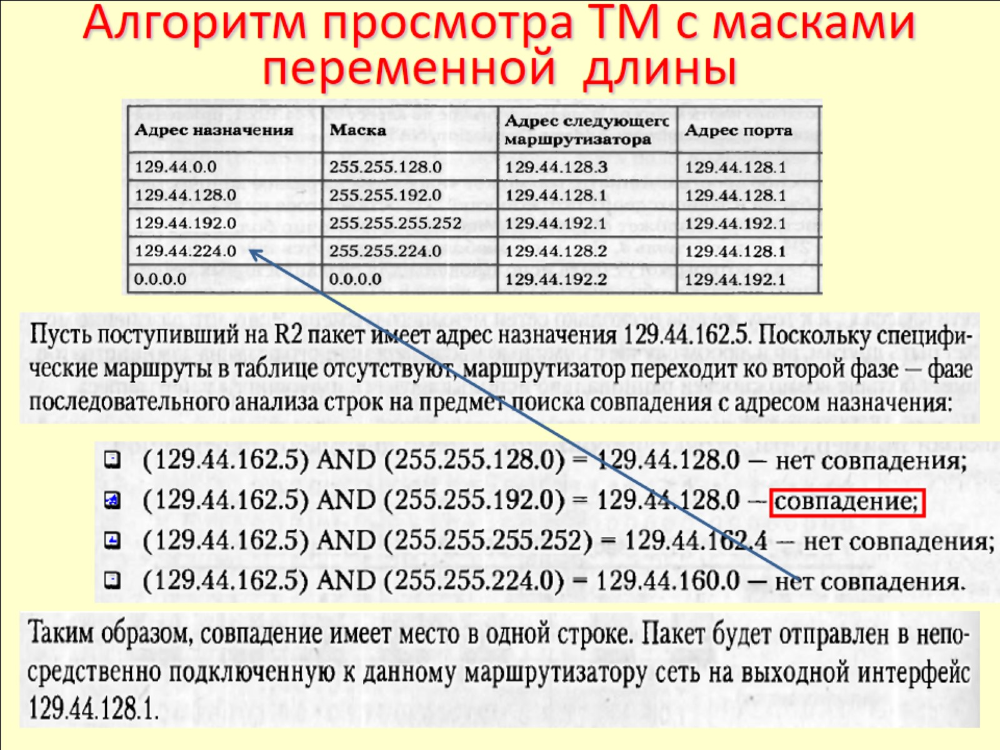 Алгоритм просмотра ТМ с масками
переменной длины
Адрес назначения Маска Адрес следующего маршрутизатора Адрес порта
129.44.0.0 255.255.128.0 129.44.128.3 129.44.128.1
129.44.128.0 255.255.192.0 129.44.128.1 129.44.128.1
129.44.192.0 255.255.255.252 129.44.192.1 129.44.192.1
129.44.224.0 255.255.224.0 129.44.128.2 129.44.128.1
0.0.0.0 0.0.0.0 129.44.192.2 129.44.192.1
Пусть поступивший на R2 пакет имеет адрес назначения 129.44.162.5. Поскольку специфи-
ческие маршруты в таблице отсутствуют, маршрутизатор переходит ко второй фазе — фазе
последовательного анализа строк на предмет поиска совпадения с адресом назначения:
(129.44.162.5) AND (255.255.128.0) = 129.44.128.0 — нет совпадения;
(129.44.162.5) AND (255.255.192.0) = 129.44.128.0 — совпадение;
(129.44.162.5) AND (255.255.255.252) = 129.44.162.4 — нет совпадения;
(129.44.162.5) AND (255.255.224.0) = 129.44.160.0 — нет совпадения.
Таким образом, совпадение имеет место в одной строке. Пакет будет отправлен в непо-
средственно подключенную к данному маршрутизатору сеть на выходной интерфейс
129.44.128.1.